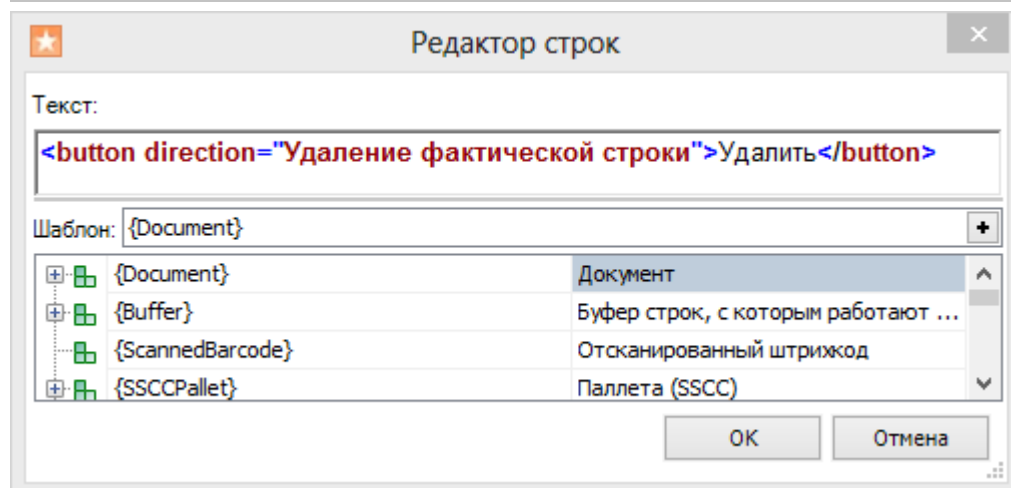 Редактор строк
Текст:
<button direction="Удаление фактической строки">Удалить</button>
Шаблон: {Document}
{Document} Документ
{Buffer} Буфер строк, с которым работают ...
{ScannedBarcode} Отсканированный штрихкод
{SSCCPallet} Паллета (SSCC)
OK Отмена